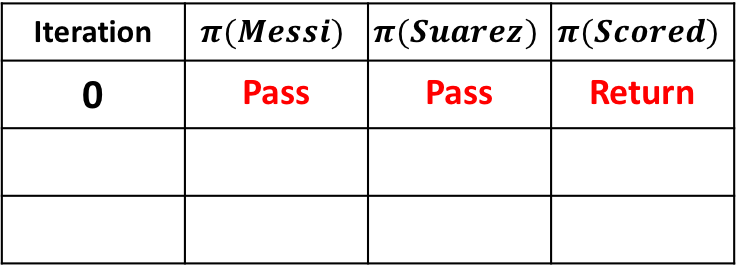 Iteration π(Messi) π(Suarez) π(Scored)
0 Pass Pass Return